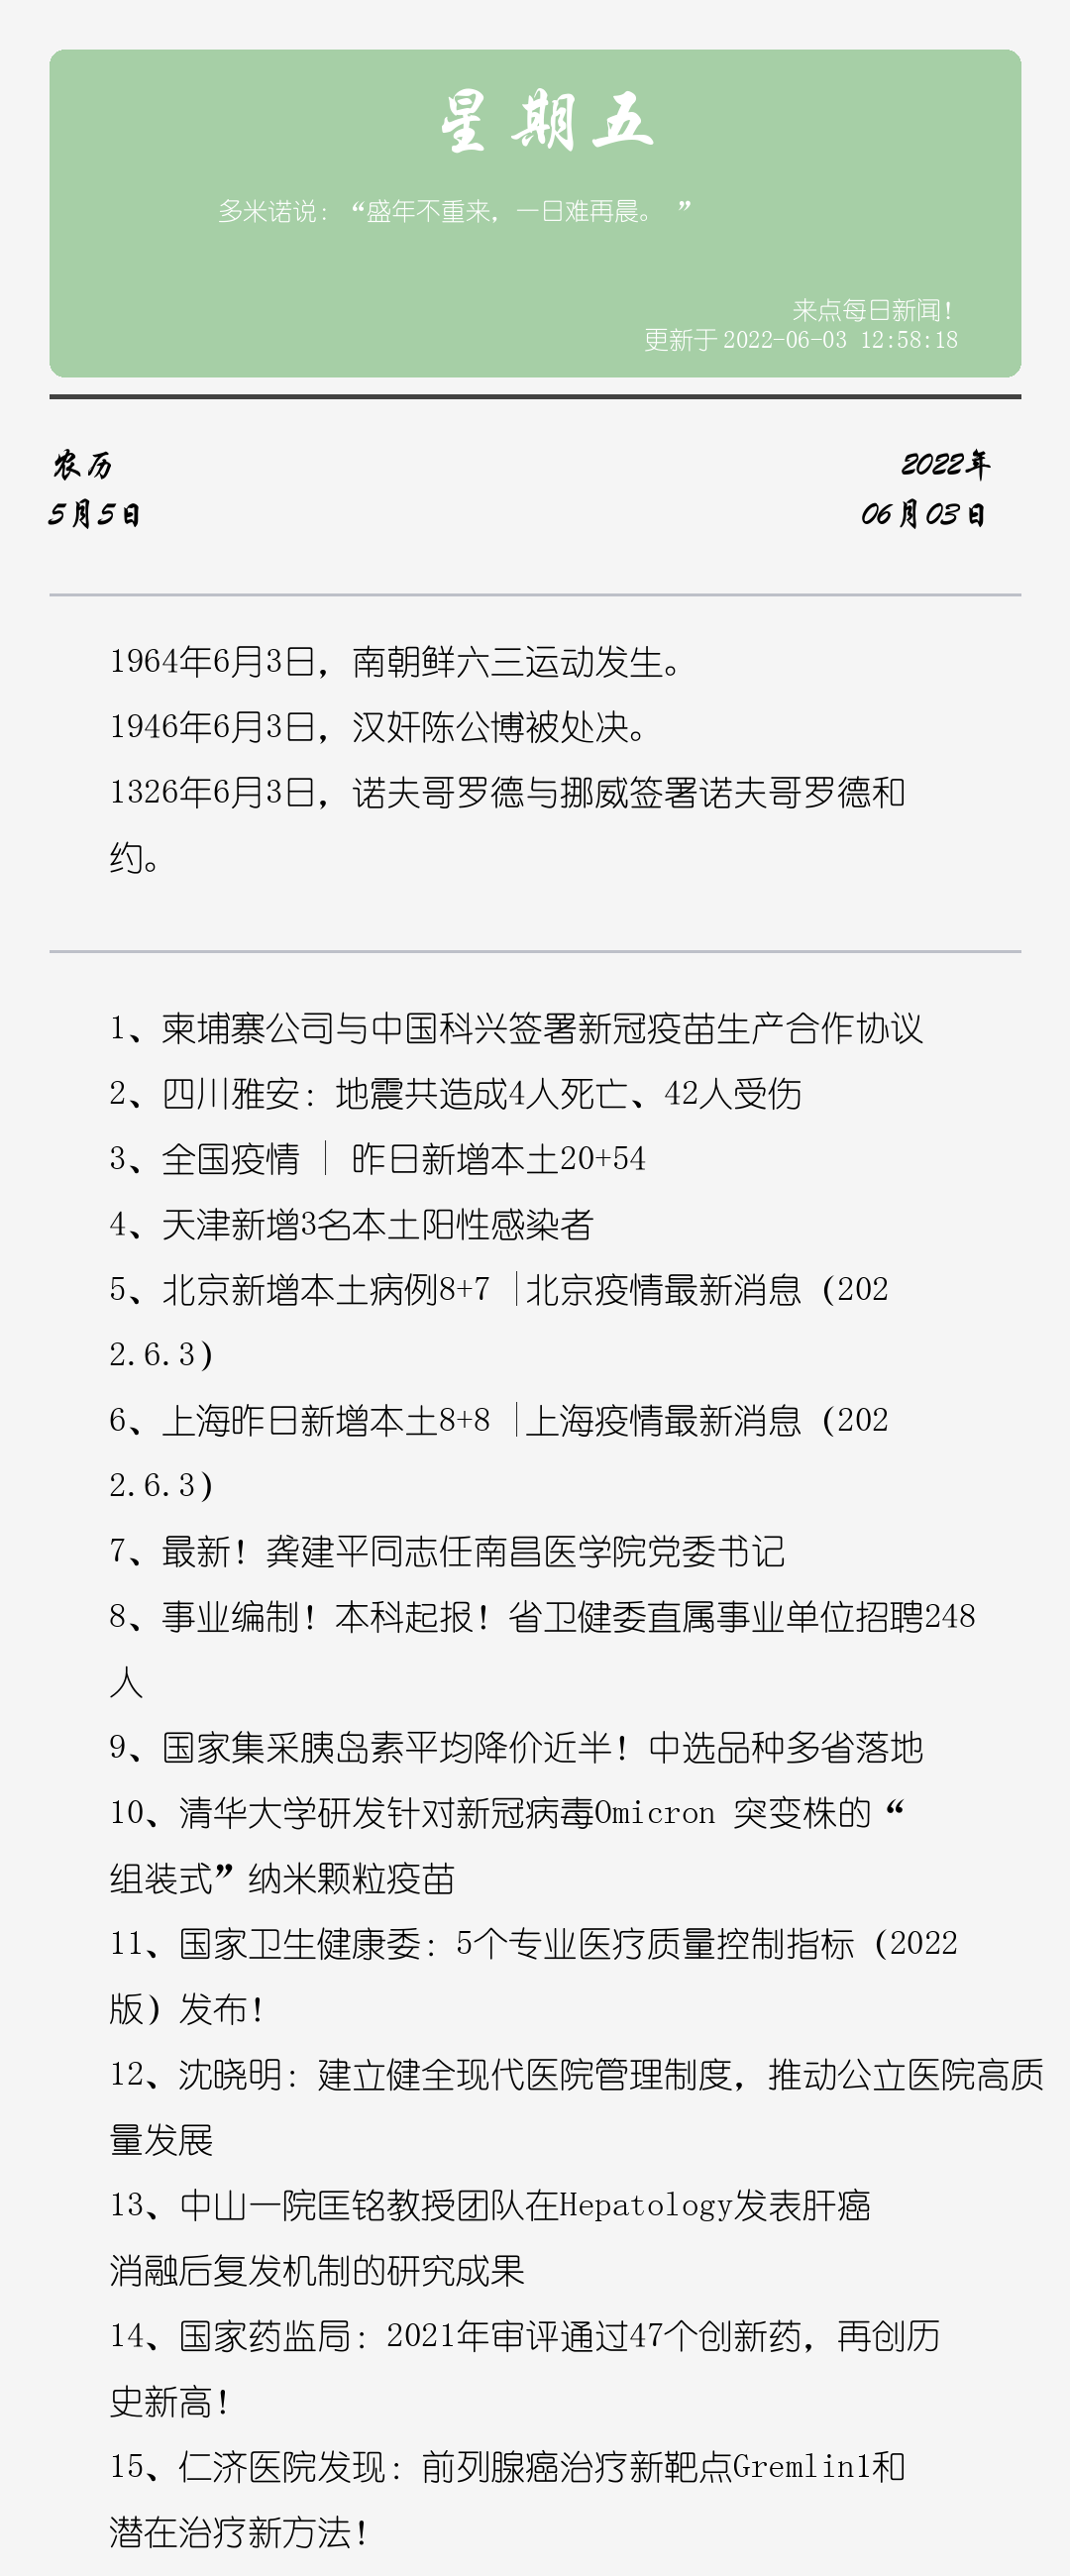 星期五
多米诺说：“盛年不重来，一日难再晨。 ”
来点每日新闻！
更新于 2022-06-03 12:58:18
农历
2022年
5月5日
06月03日
1964年6月3日，南朝鲜六三运动发生。
1946年6月3日，汉奸陈公博被处决。
1326年6月3日，诺夫哥罗德与挪威签署诺夫哥罗德和
约。
1、柬埔寨公司与中国科兴签署新冠疫苗生产合作协议
2、四川雅安：地震共造成4人死亡、42人受伤
3、全国疫情 | 昨日新增本土20+54
4、天津新增3名本土阳性感染者
5、北京新增本土病例8+7 |北京疫情最新消息（202
2.6.3）
6、上海昨日新增本土8+8 |上海疫情最新消息（202
2.6.3）
7、最新！龚建平同志任南昌医学院党委书记
8、事业编制！本科起报！省卫健委直属事业单位招聘248
人
9、国家集采胰岛素平均降价近半！中选品种多省落地
10、清华大学研发针对新冠病毒Omicron 突变株的“
组装式”纳米颗粒疫苗
11、国家卫生健康委：5个专业医疗质量控制指标（2022
版）发布！
12、沈晓明：建立健全现代医院管理制度，推动公立医院高质
量发展
13、中山一院匡铭教授团队在Hepatology发表肝癌
消融后复发机制的研究成果
14、国家药监局：2021年审评通过47个创新药，再创历
史新高！
15、仁济医院发现：前列腺癌治疗新靶点Gremlin1和
潜在治疗新方法！